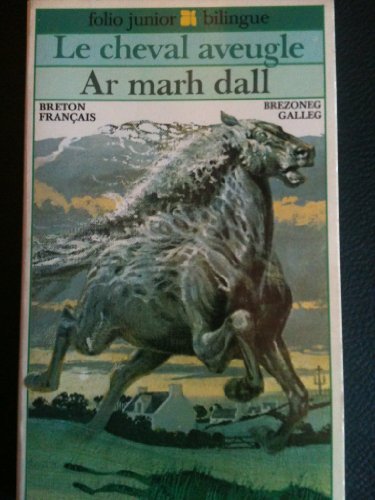 folio junior bilingue
Le cheval aveugle
Ar marh dall
BRETON
FRANÇAIS
BREZONEG
GALLEG